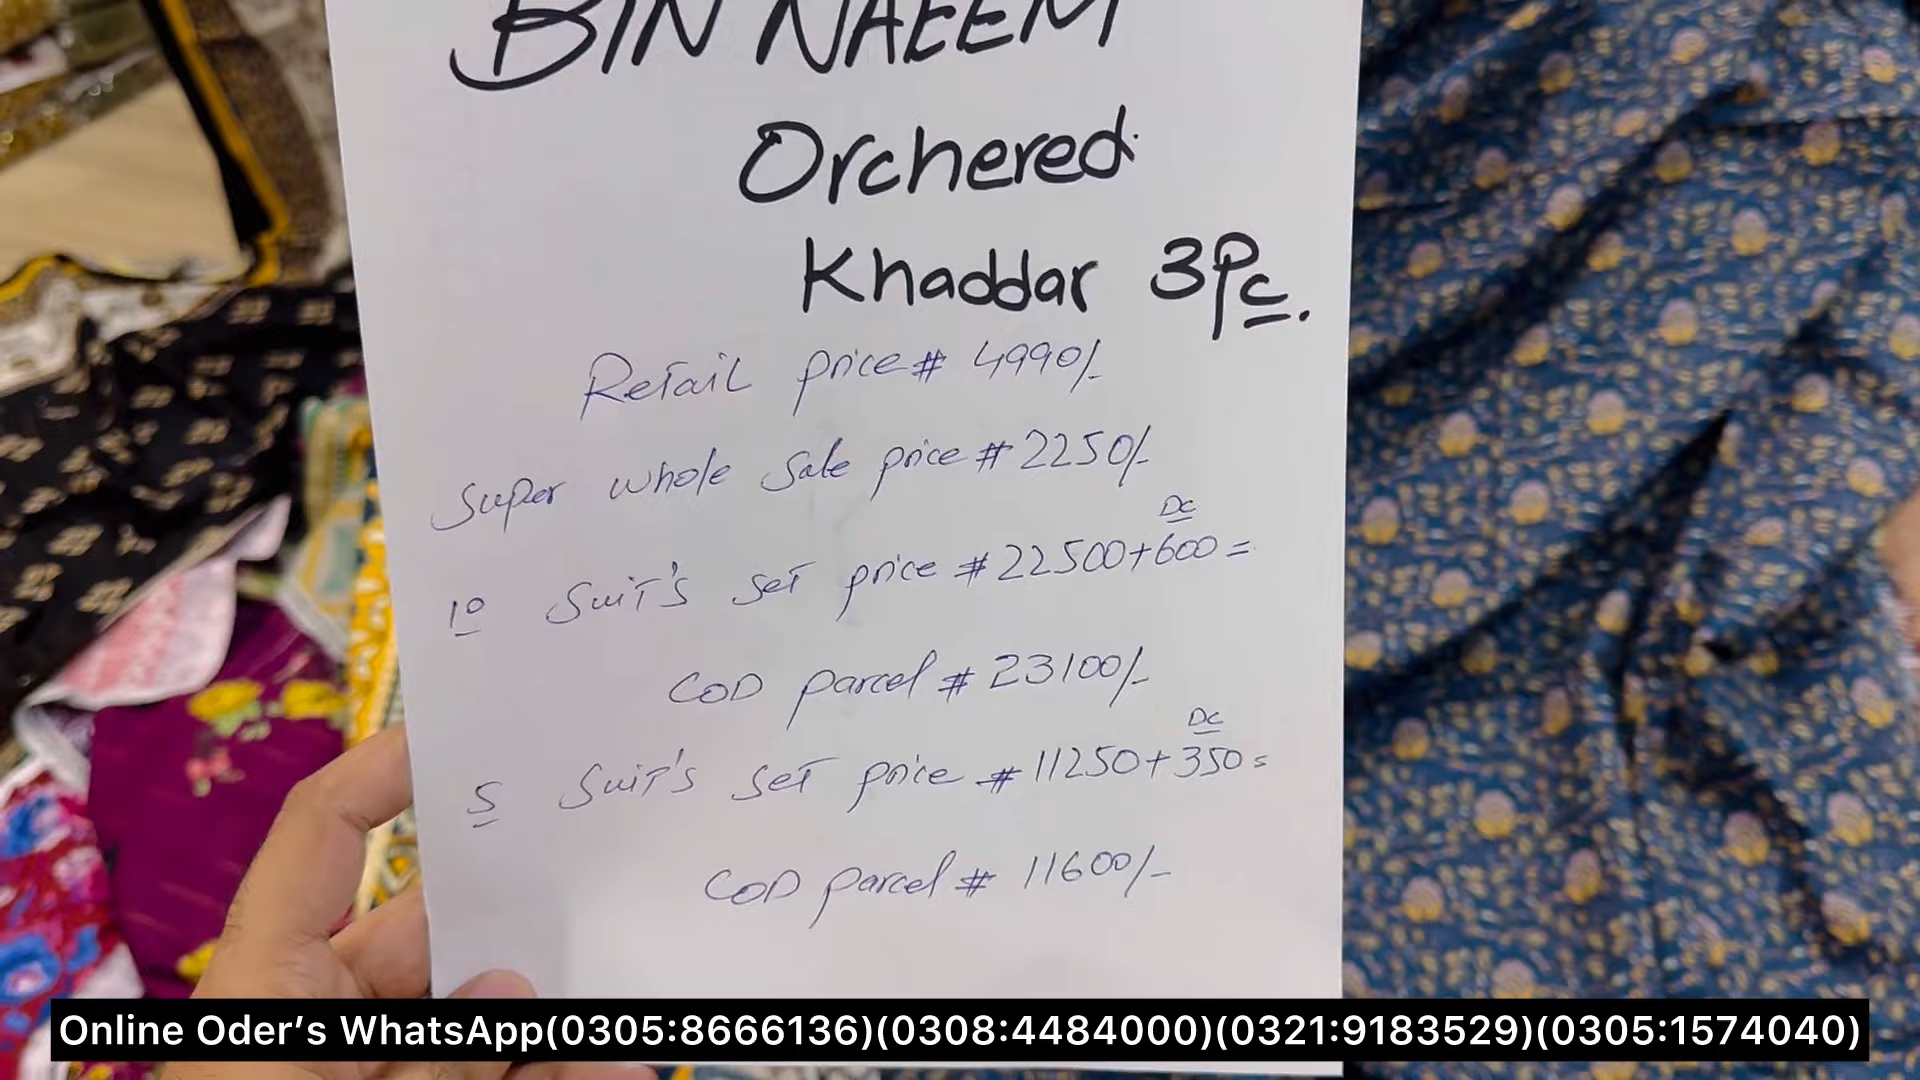 BIN NAEEM
Orchered
Khaddar 3Pc.
Retail price # 4990/-
Super whole sale price # 2250/-
DC
10 Suit's set price # 22500+600=
COD parcel # 23100/-
DC
5 Suit's set price # 11250+350=
COD parcel # 11600/-
Online Oder’s WhatsApp(0305:8666136)(0308:4484000)(0321:9183529)(0305:1574040)